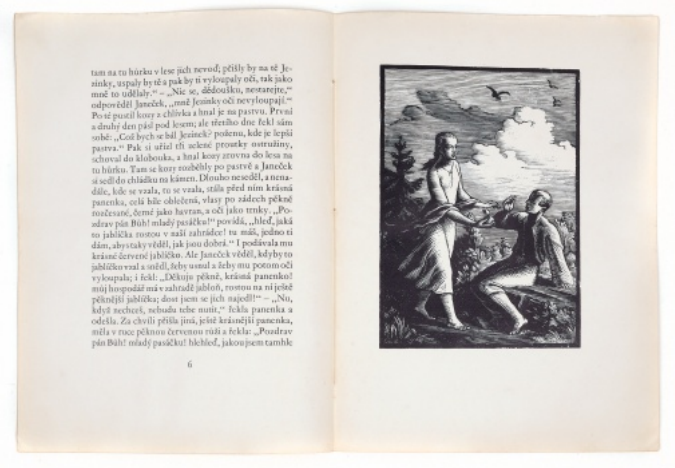 tam na tu hůrku v lese jich nevoď; přišly by na tě Je-
zinky, uspaly by tě a pak by ti vyloupaly oči, tak jako
mně to udělaly.“ – „Nic se, dědoušku, nestarejte,“
odpověděl Janeček, „mně Jezinky oči nevyloupají.“
Po té pustil kozy z chlívka a hnal je na pastvu. První
a druhý den pásl pod lesem; ale třetího dne řekl sám
sobě: „Což bych se bál Jezinek? poženu, kde je lepší
pastva.“ Pak si uřízl tři zelené proutky ostružiny,
schoval do klobouka, a hnal kozy zrovna do lesa na
tu hůrku. Tam se kozy rozběhly po pastvě a Janeček
si sedl do chládku na kámen. Dlouho neseděl, a nena-
dále, kde se vzala, tu se vzala, stála před ním krásná
panenka, celá bíle oblečená, vlasy po zádech pěkně
rozčesané, černé jako havran, a oči jako trnky. „Po-
zdrav pán Bůh! mladý pasáčku!“ povídá, „hleď, jaká
to jablíčka rostou v naší zahrádce! tu máš, jedno ti
dám, abys taky věděl, jak jsou dobrá.“ I podávala mu
krásné červené jablíčko. Ale Janeček věděl, kdyby to
jablíčko vzal a snědl, žeby usnul a žeby mu potom oči
vyloupala; i řekl: „Děkuju pěkně, krásná panenko!
můj hospodář má v zahradě jabloň, rostou na ní ještě
pěknější jablíčka; dost jsem se jich najedl!“ – „Nu,
když nechceš, nebudu tebe nutit,“ řekla panenka a
odešla. Za chvíli přišla jiná, ještě krásnější panenka,
měla v ruce pěknou červenou růži a řekla: „Pozdrav
pán Bůh! mladý pasáčku! hlehleď, jakou jsem tamhle
6